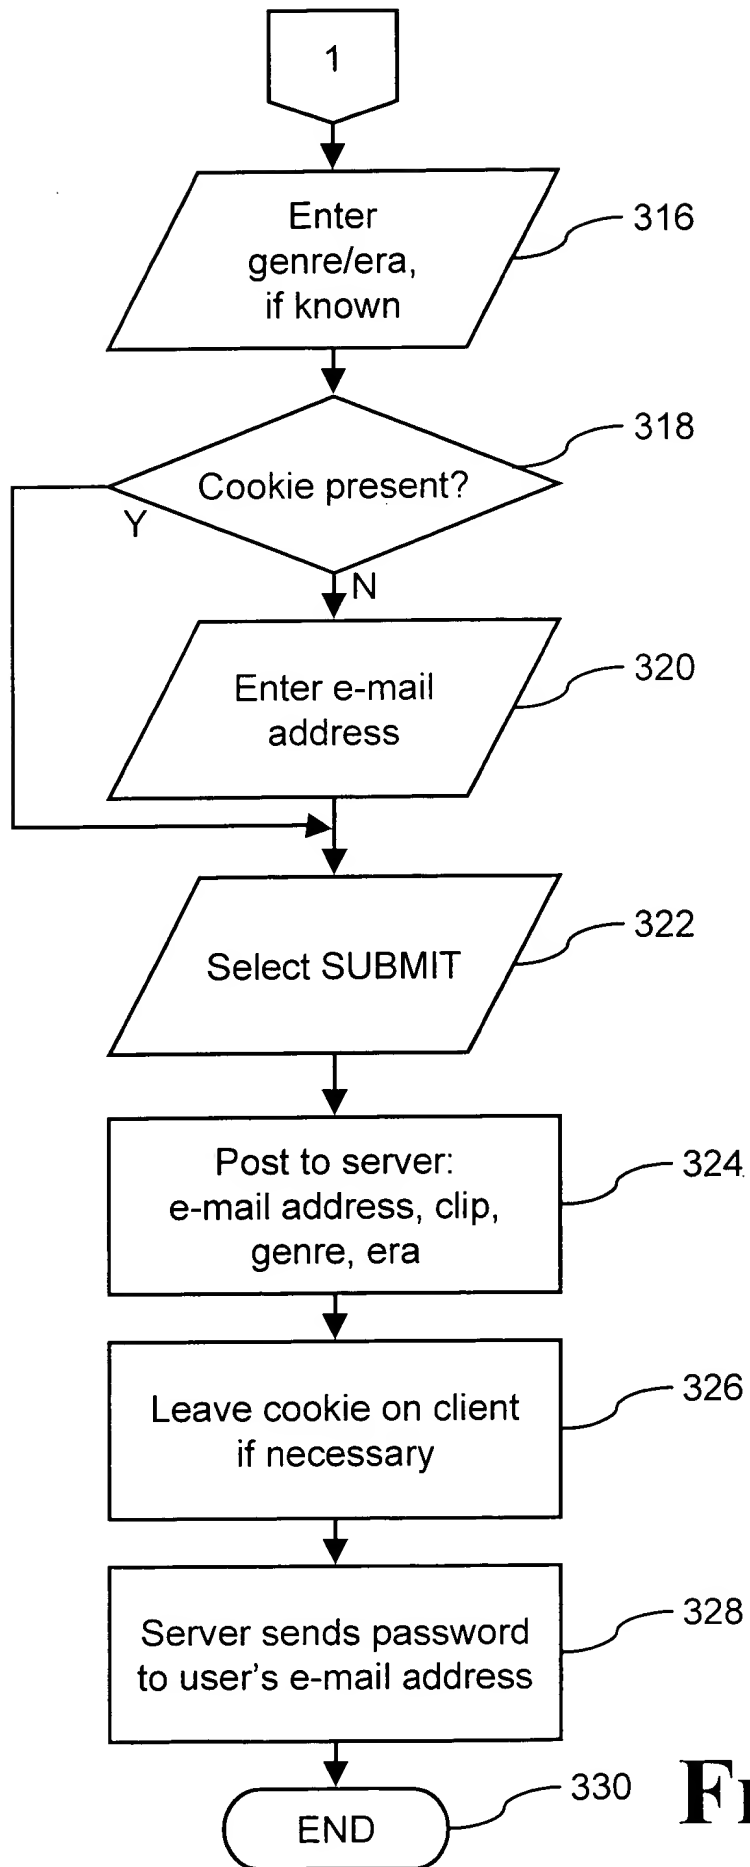 1
Enter
genre/era,
if known
316
Cookie present?
318
Y
N
Enter e-mail
address
320
Select SUBMIT
322
Post to server:
e-mail address, clip,
genre, era
324
Leave cookie on client
if necessary
326
Server sends password
to user's e-mail address
328
END
330